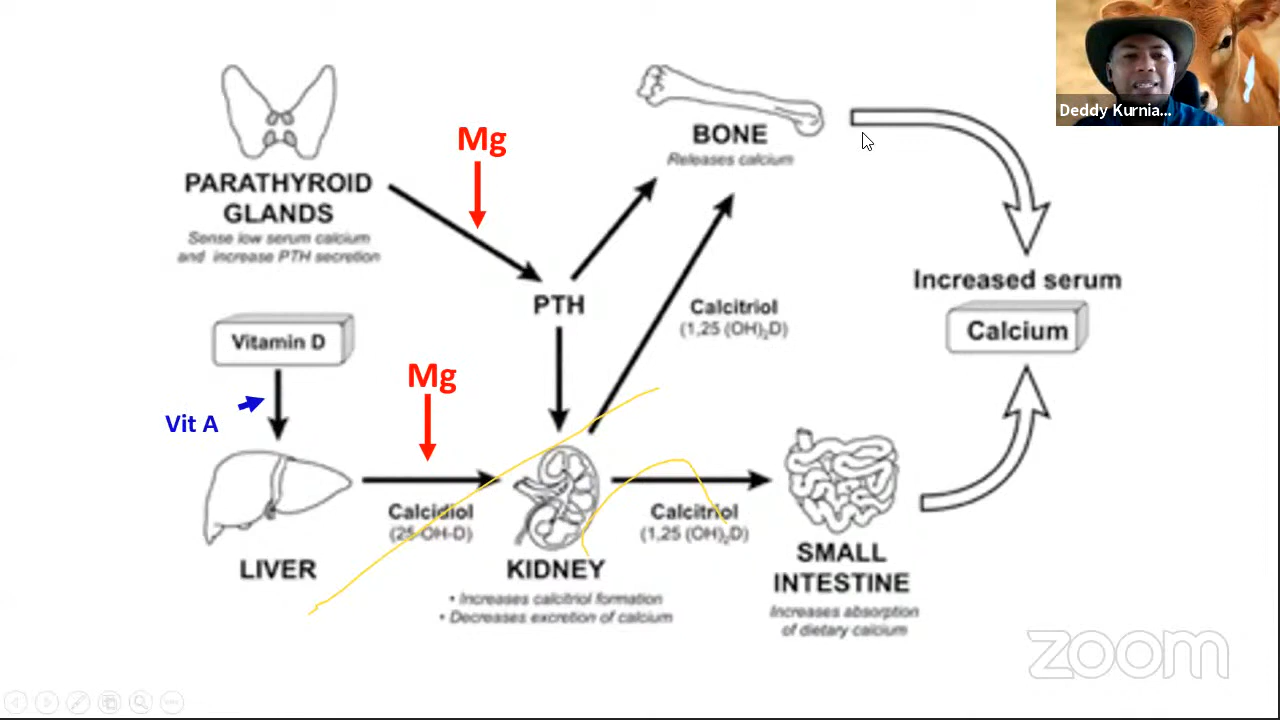 Deddy Kurnia...
Mg
BONE
Releases calcium
PARATHYROID
GLANDS
Sense low serum calcium
and increase PTH secretion
PTH
Increased serum
Calcium
Calcitriol
(1,25 (OH)₂D)
Vitamin D
Mg
Vit A
Calcidiol
(25-OH-D)
Calcitriol
(1,25 (OH)₂D)
LIVER
KIDNEY
• Increases calcitriol formation
• Decreases excretion of calcium
SMALL
INTESTINE
Increases absorption
of dietary calcium
zoom